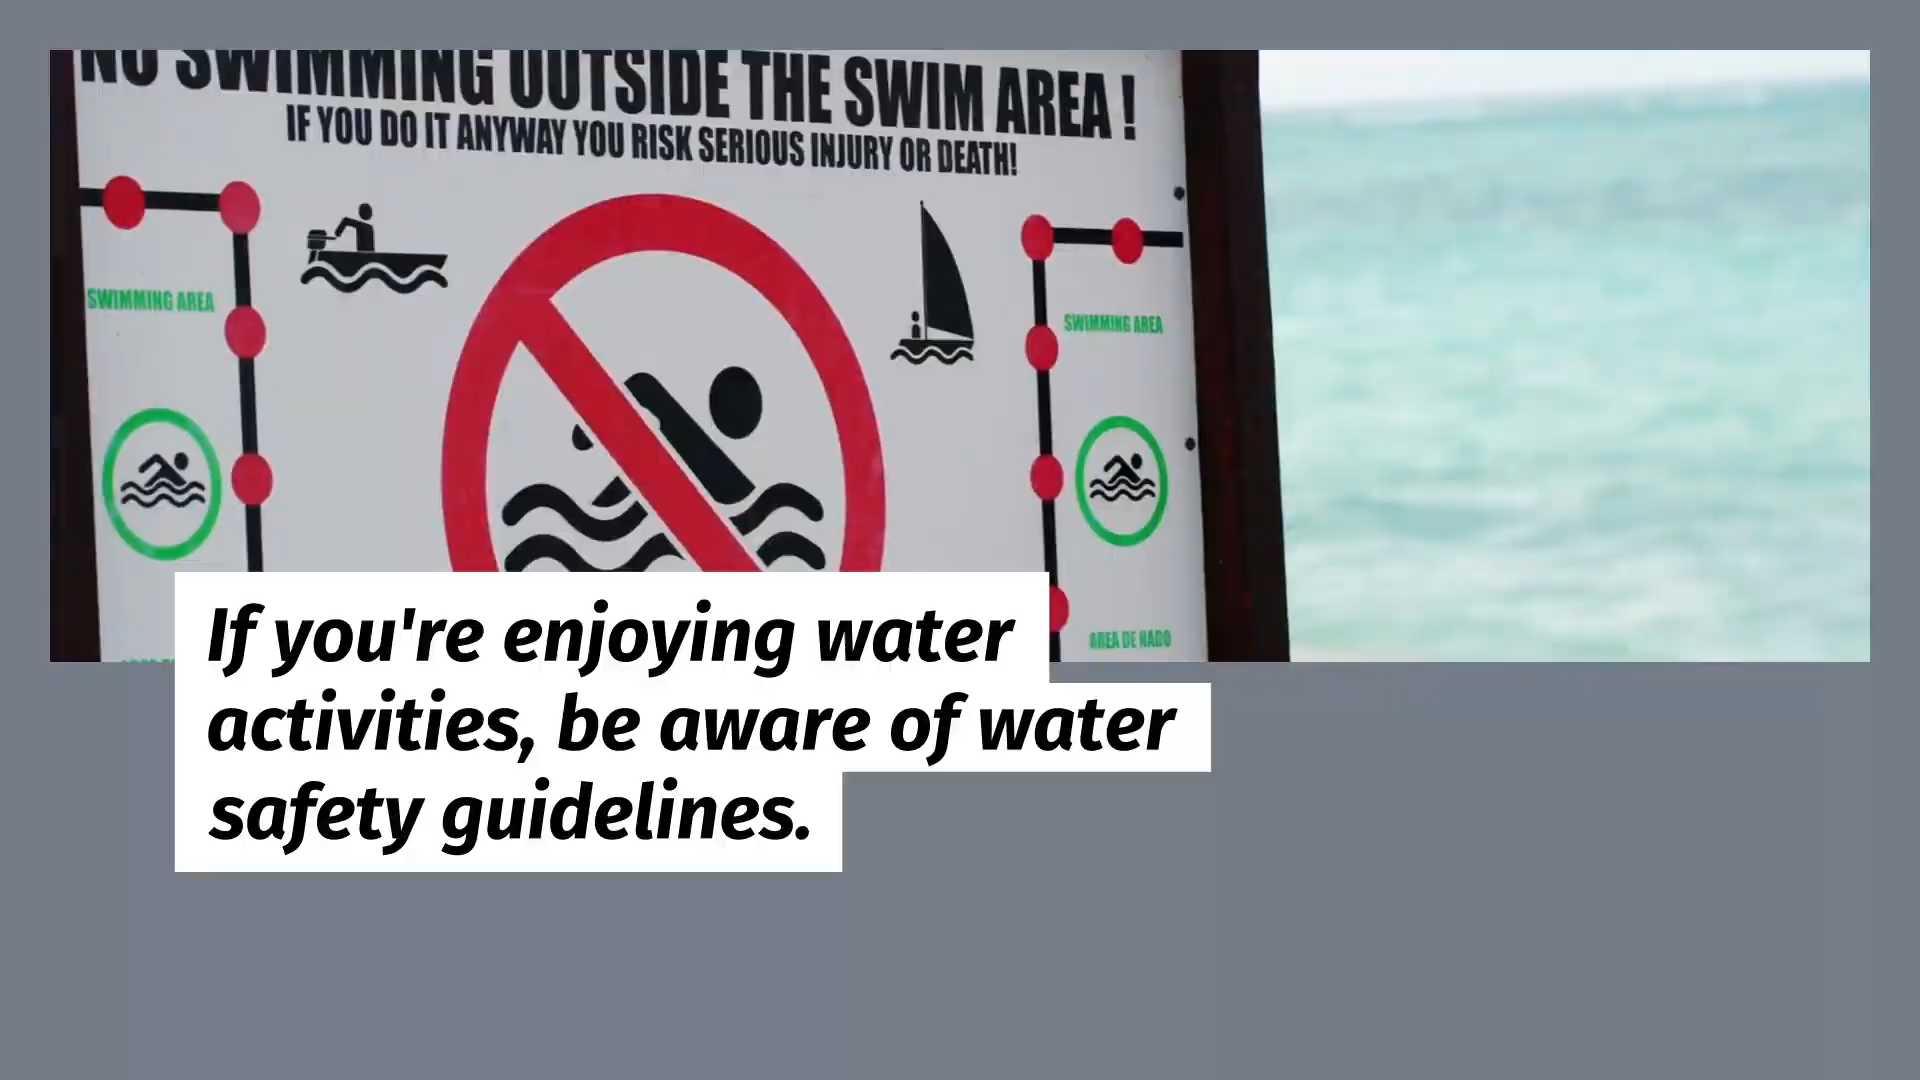 NO SWIMMING OUTSIDE THE SWIM AREA !
IF YOU DO IT ANYWAY YOU RISK SERIOUS INJURY OR DEATH!
SWIMMING AREA
SWIMMING AREA
AREA DE NADO
If you're enjoying water
activities, be aware of water
safety guidelines.